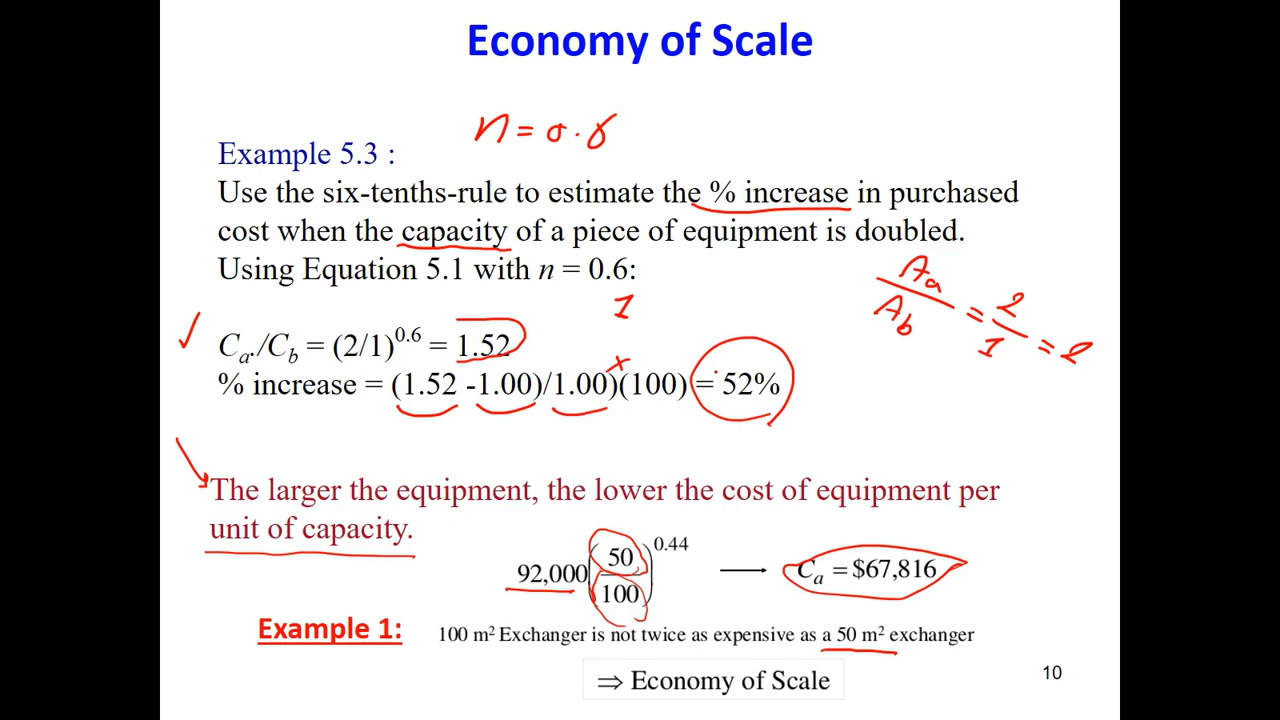 Economy of Scale
n = 0.6
Example 5.3 :
Use the six-tenths-rule to estimate the % increase in purchased
cost when the capacity of a piece of equipment is doubled.
Using Equation 5.1 with n = 0.6:
Aa/Ab = 2/1 = 2
1
Ca./Cb = (2/1)^0.6 = 1.52
x
% increase = (1.52 -1.00)/1.00)(100) = 52%
The larger the equipment, the lower the cost of equipment per
unit of capacity.
92,000(50/100)^0.44 → Ca = $67,816
Example 1: 100 m² Exchanger is not twice as expensive as a 50 m² exchanger
⇒ Economy of Scale
10